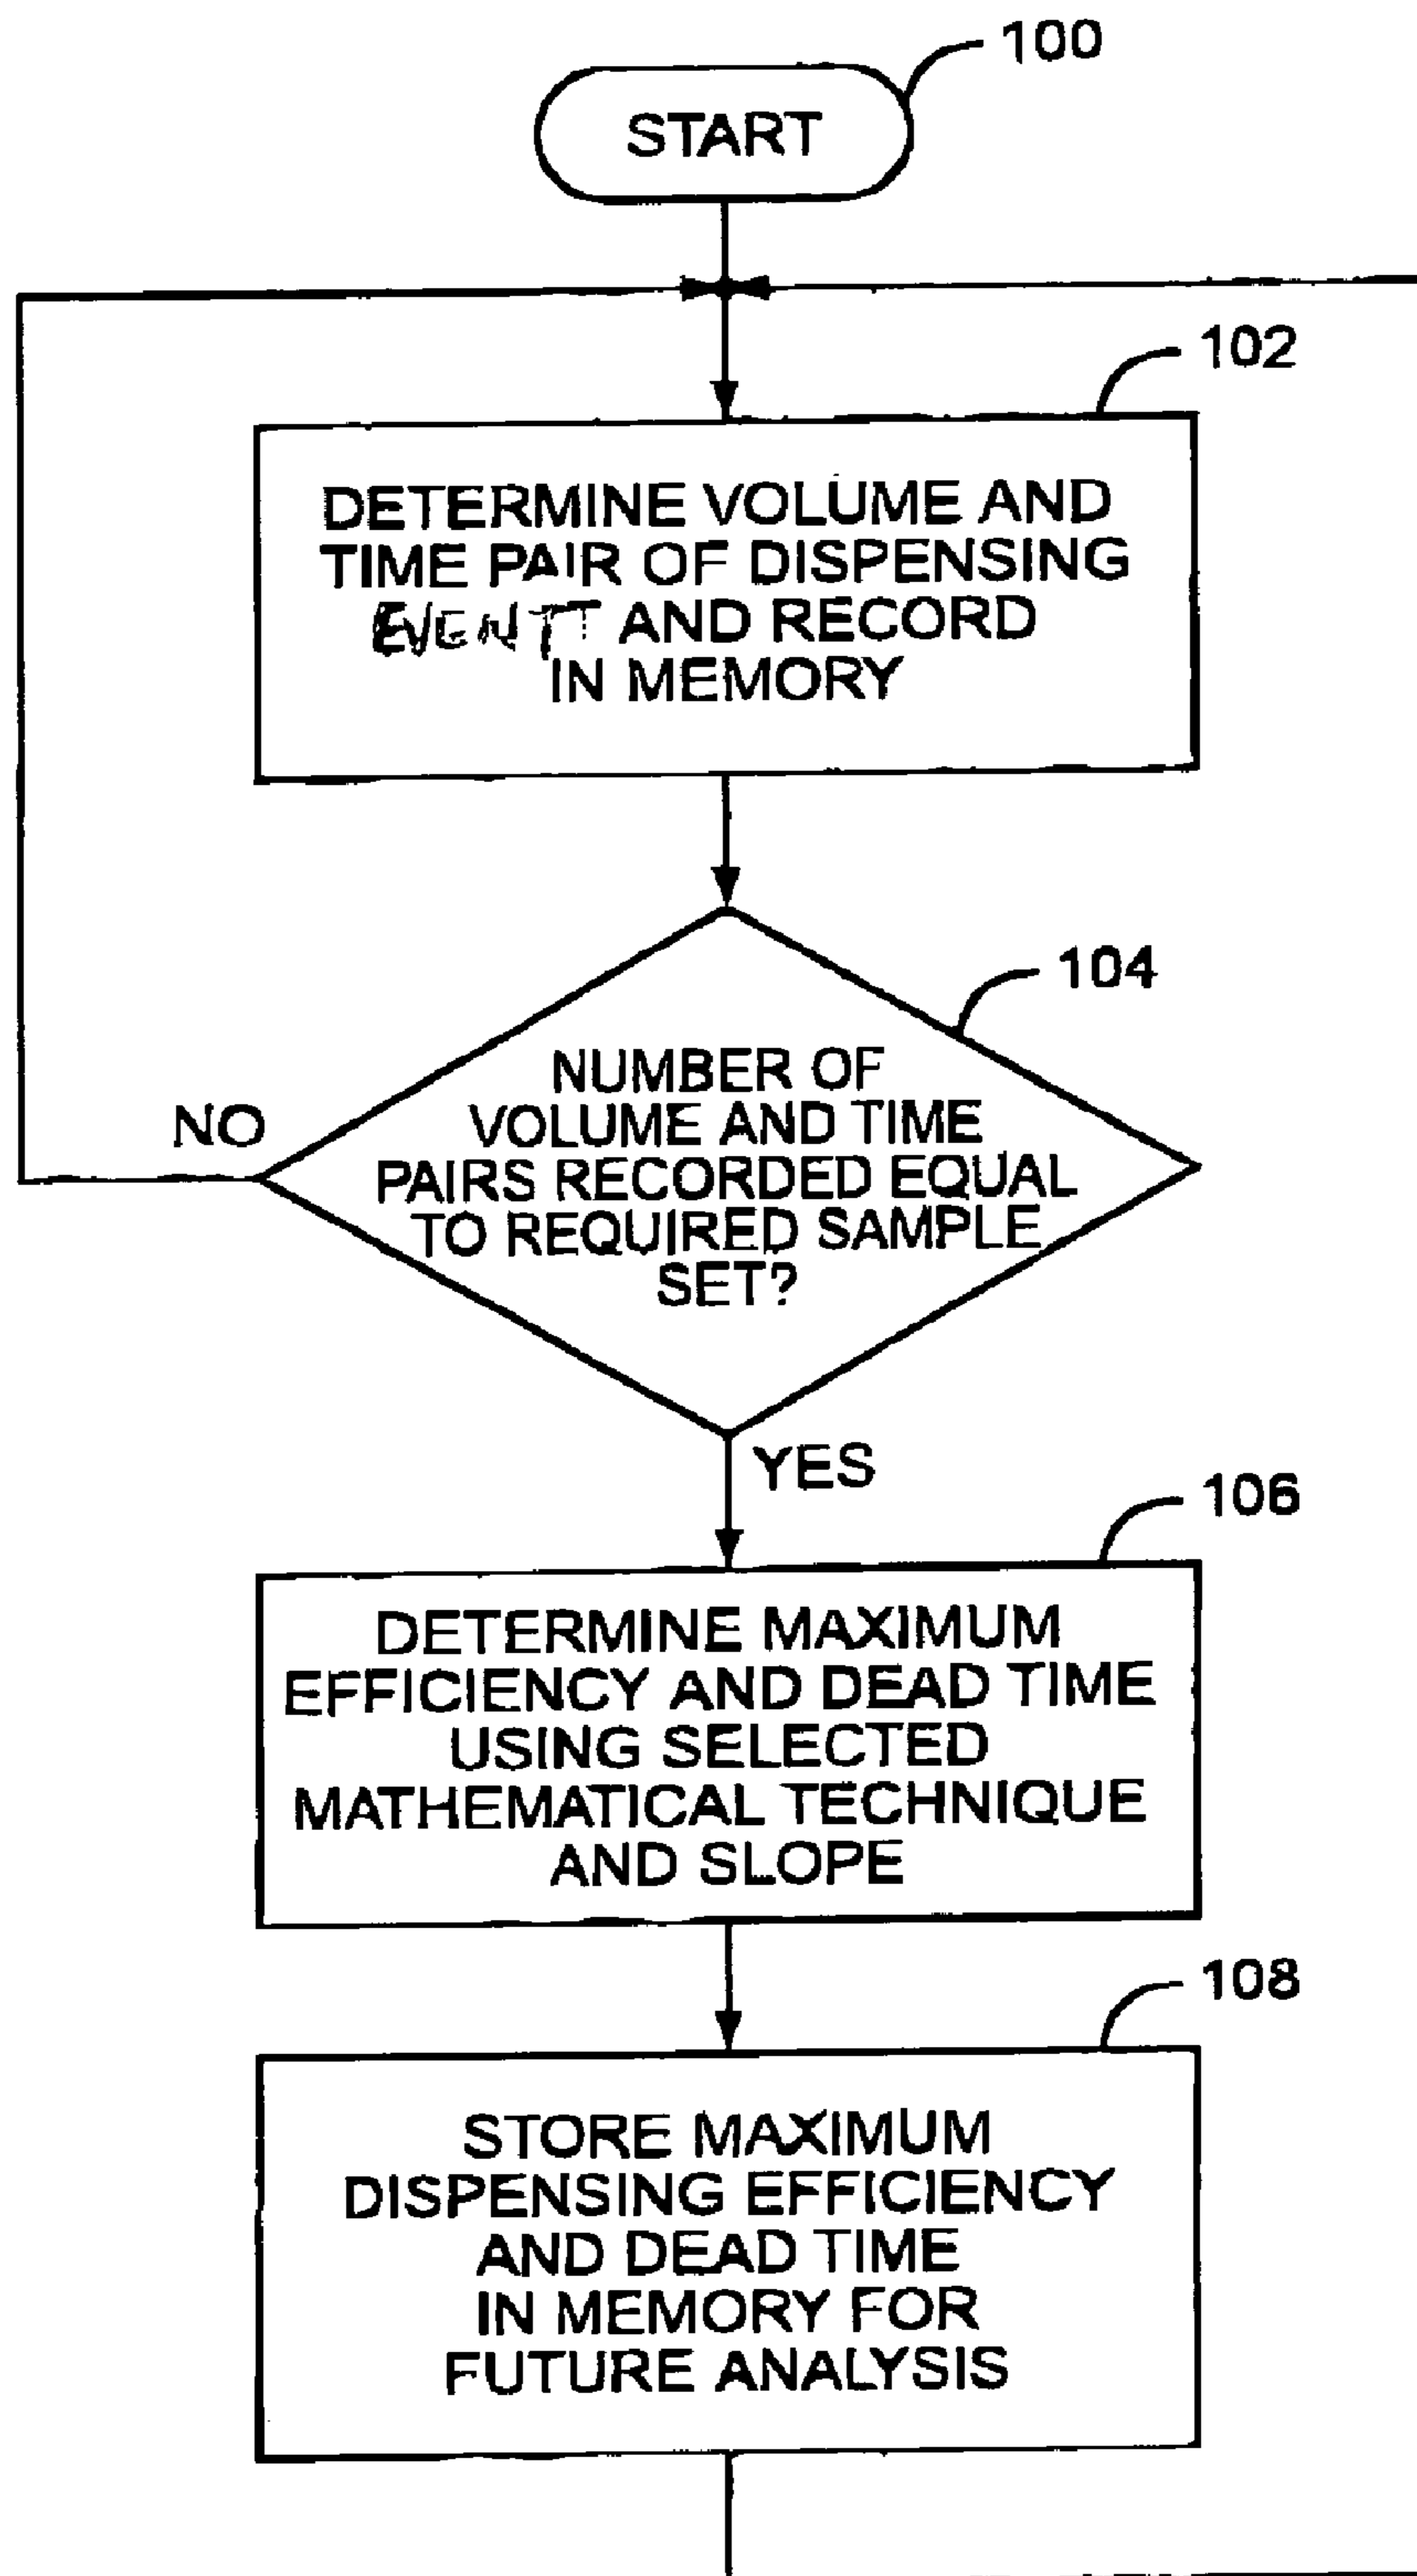 100
START
102
DETERMINE VOLUME AND
TIME PAIR OF DISPENSING
EVENT AND RECORD
IN MEMORY
104
NUMBER OF
VOLUME AND TIME
PAIRS RECORDED EQUAL
TO REQUIRED SAMPLE
SET?
NO
YES
106
DETERMINE MAXIMUM
EFFICIENCY AND DEAD TIME
USING SELECTED
MATHEMATICAL TECHNIQUE
AND SLOPE
108
STORE MAXIMUM
DISPENSING EFFICIENCY
AND DEAD TIME
IN MEMORY FOR
FUTURE ANALYSIS